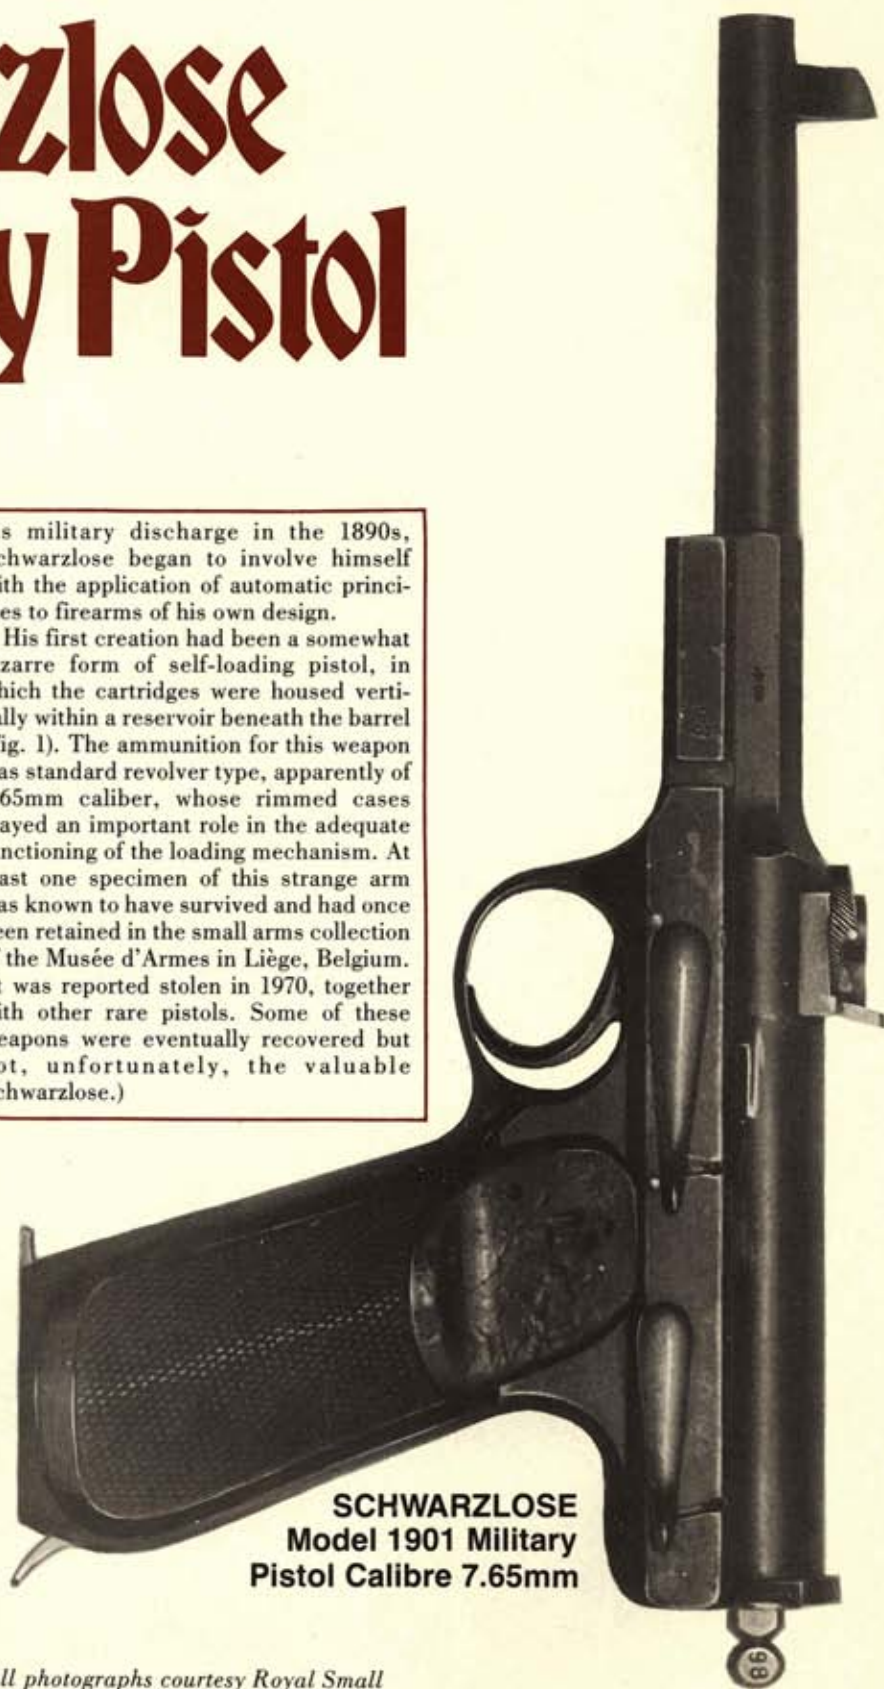 zlose
y Pistol
s military discharge in the 1890s,
chwarzlose began to involve himself
ith the application of automatic princi-
es to firearms of his own design.
His first creation had been a somewhat
zarre form of self-loading pistol, in
hich the cartridges were housed verti-
ally within a reservoir beneath the barrel
ig. 1). The ammunition for this weapon
as standard revolver type, apparently of
65mm caliber, whose rimmed cases
ayed an important role in the adequate
nctioning of the loading mechanism. At
ast one specimen of this strange arm
as known to have survived and had once
een retained in the small arms collection
f the Musée d'Armes in Liège, Belgium.
t was reported stolen in 1970, together
ith other rare pistols. Some of these
eapons were eventually recovered but
ot, unfortunately, the valuable
chwarzlose.)
SCHWARZLOSE
Model 1901 Military
Pistol Calibre 7.65mm
98
ll photographs courtesy Royal Small